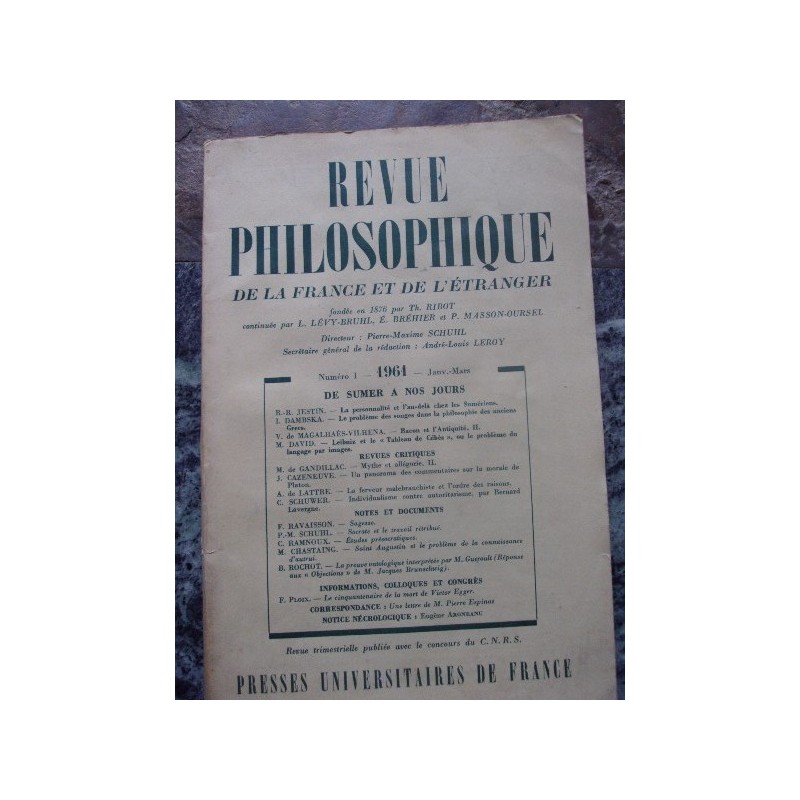 REVUE
PHILOSOPHIQUE
DE LA FRANCE ET DE L'ÉTRANGER
fondée en 1876 par Th. RIBOT
continuée par L. LÉVY-BRUHL, É. BRÉHIER et P. MASSON-OURSEL
Directeur : Pierre-Maxime SCHUHL
Secrétaire général de la rédaction : André-Louis LEROY
Numéro 1 — 1961 — Janv.-Mars
DE SUMER A NOS JOURS
R.-R. JESTIN. — La personnalité et l'au-delà chez les Sumériens.
I. DAMBSKA. — Le problème des songes dans la philosophie des anciens
Grecs.
V. de MAGALHAÉS-VILHENA. — Bacon et l'Antiquité, II.
M. DAVID. — Leibniz et le « Tableau de Cébès », ou le problème du
langage par images.
REVUES CRITIQUES
M. de GANDILLAC. — Mythe et allégorie, II.
J. CAZENEUVE. — Un panorama des commentaires sur la morale de
Platon.
A. de LATTRE. — La ferveur malebranchiste et l'ordre des raisons.
C. SCHUWER. — Individualisme contre autoritarisme, par Bernard
Lavergne.
NOTES ET DOCUMENTS
F. RAVAISSON. — Sagesse.
P.-M. SCHUHL. — Socrate et le travail rétribué.
C. RAMNOUX. — Études présocratiques.
M. CHASTAING. — Saint Augustin et le problème de la connaissance
d'autrui.
B. ROCHOT. — La preuve ontologique interprétée par M. Gueroult (Réponse
aux « Objections » de M. Jacques Brunschwig).
INFORMATIONS, COLLOQUES ET CONGRÈS
F. PLOIX. — Le cinquantenaire de la mort de Victor Egger.
CORRESPONDANCE : Une lettre de M. Pierre Espinas
NOTICE NÉCROLOGIQUE : Eugène ARONEANU
Revue trimestrielle publiée avec le concours du C.N.R.S.
PRESSES UNIVERSITAIRES DE FRANCE